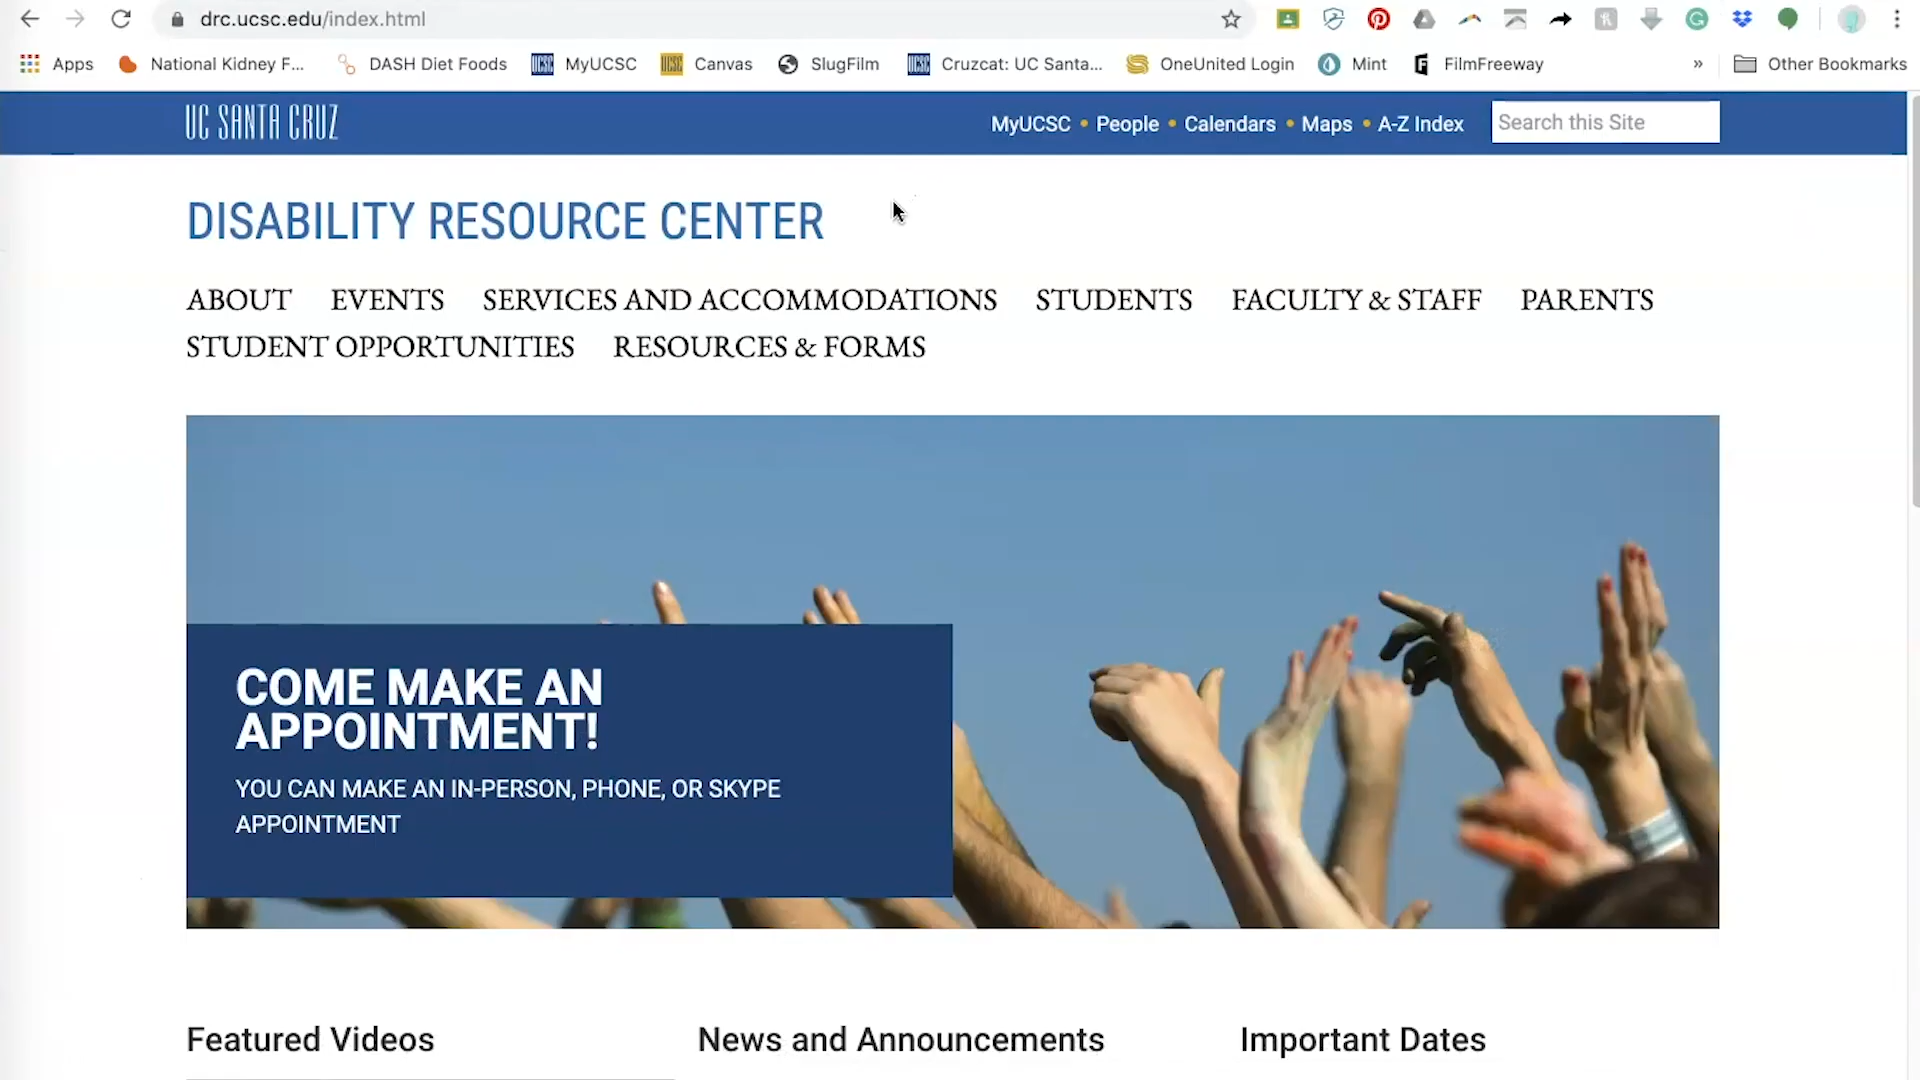 drc.ucsc.edu/index.html
Apps National Kidney F... DASH Diet Foods MyUCSC Canvas SlugFilm Cruzcat: UC Santa... OneUnited Login Mint FilmFreeway » Other Bookmarks
UC SANTA CRUZ
MyUCSC • People • Calendars • Maps • A-Z Index
Search this Site
DISABILITY RESOURCE CENTER
ABOUT EVENTS SERVICES AND ACCOMMODATIONS STUDENTS FACULTY & STAFF PARENTS
STUDENT OPPORTUNITIES RESOURCES & FORMS
COME MAKE AN
APPOINTMENT!
YOU CAN MAKE AN IN-PERSON, PHONE, OR SKYPE
APPOINTMENT
Featured Videos News and Announcements Important Dates